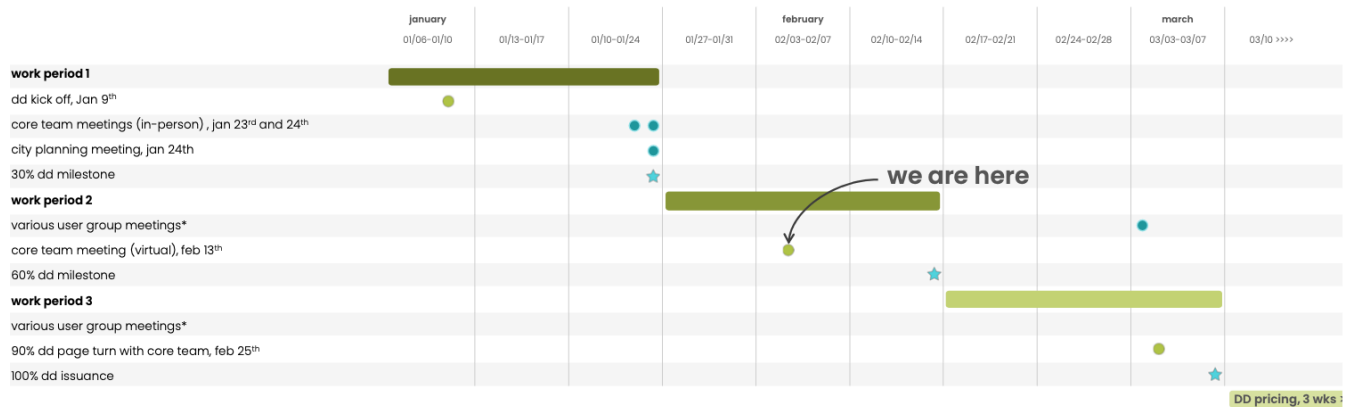 january february march
01/06-01/10 01/13-01/17 01/10-01/24 01/27-01/31 02/03-02/07 02/10-02/14 02/17-02/21 02/24-02/28 03/03-03/07 03/10 >>>>
work period 1
dd kick off, Jan 9th
core team meetings (in-person) , jan 23rd and 24th
city planning meeting, jan 24th
30% dd milestone
we are here
work period 2
various user group meetings*
core team meeting (virtual), feb 13th
60% dd milestone
work period 3
various user group meetings*
90% dd page turn with core team, feb 25th
100% dd issuance
DD pricing, 3 wks